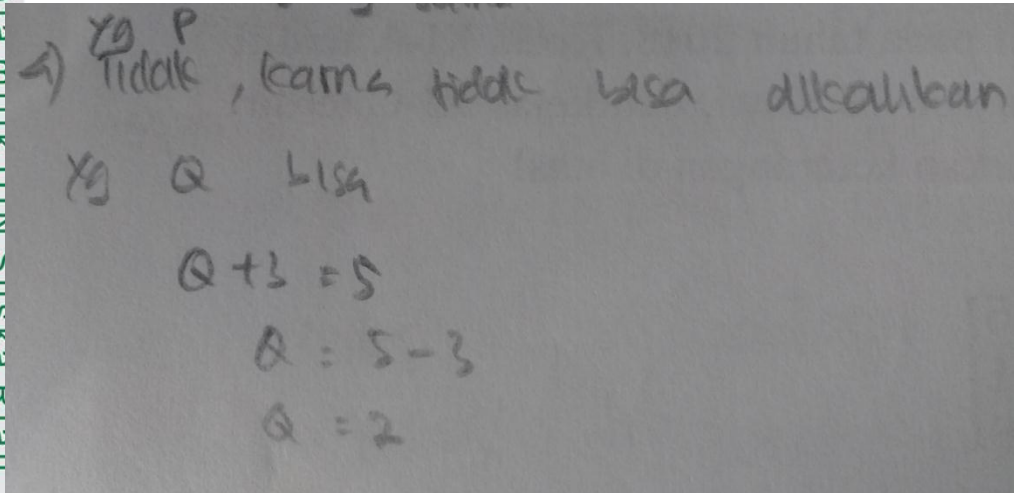 Yg P
4) Tidak, karna tidak bisa dikalikan
Yg Q bisa
Q + 3 = 5
Q = 5 - 3
Q = 2